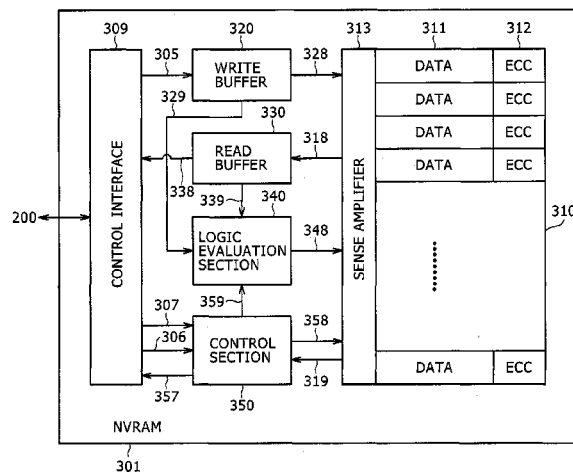 309 320 313 311 312
305 WRITE BUFFER 328 DATA ECC
329 DATA ECC
330 DATA ECC
READ BUFFER 318 DATA ECC
338
339 340
200 CONTROL INTERFACE LOGIC EVALUATION SECTION 348 SENSE AMPLIFIER 310
359
307 358
306 CONTROL SECTION
357 319 DATA ECC
350
NVRAM
301